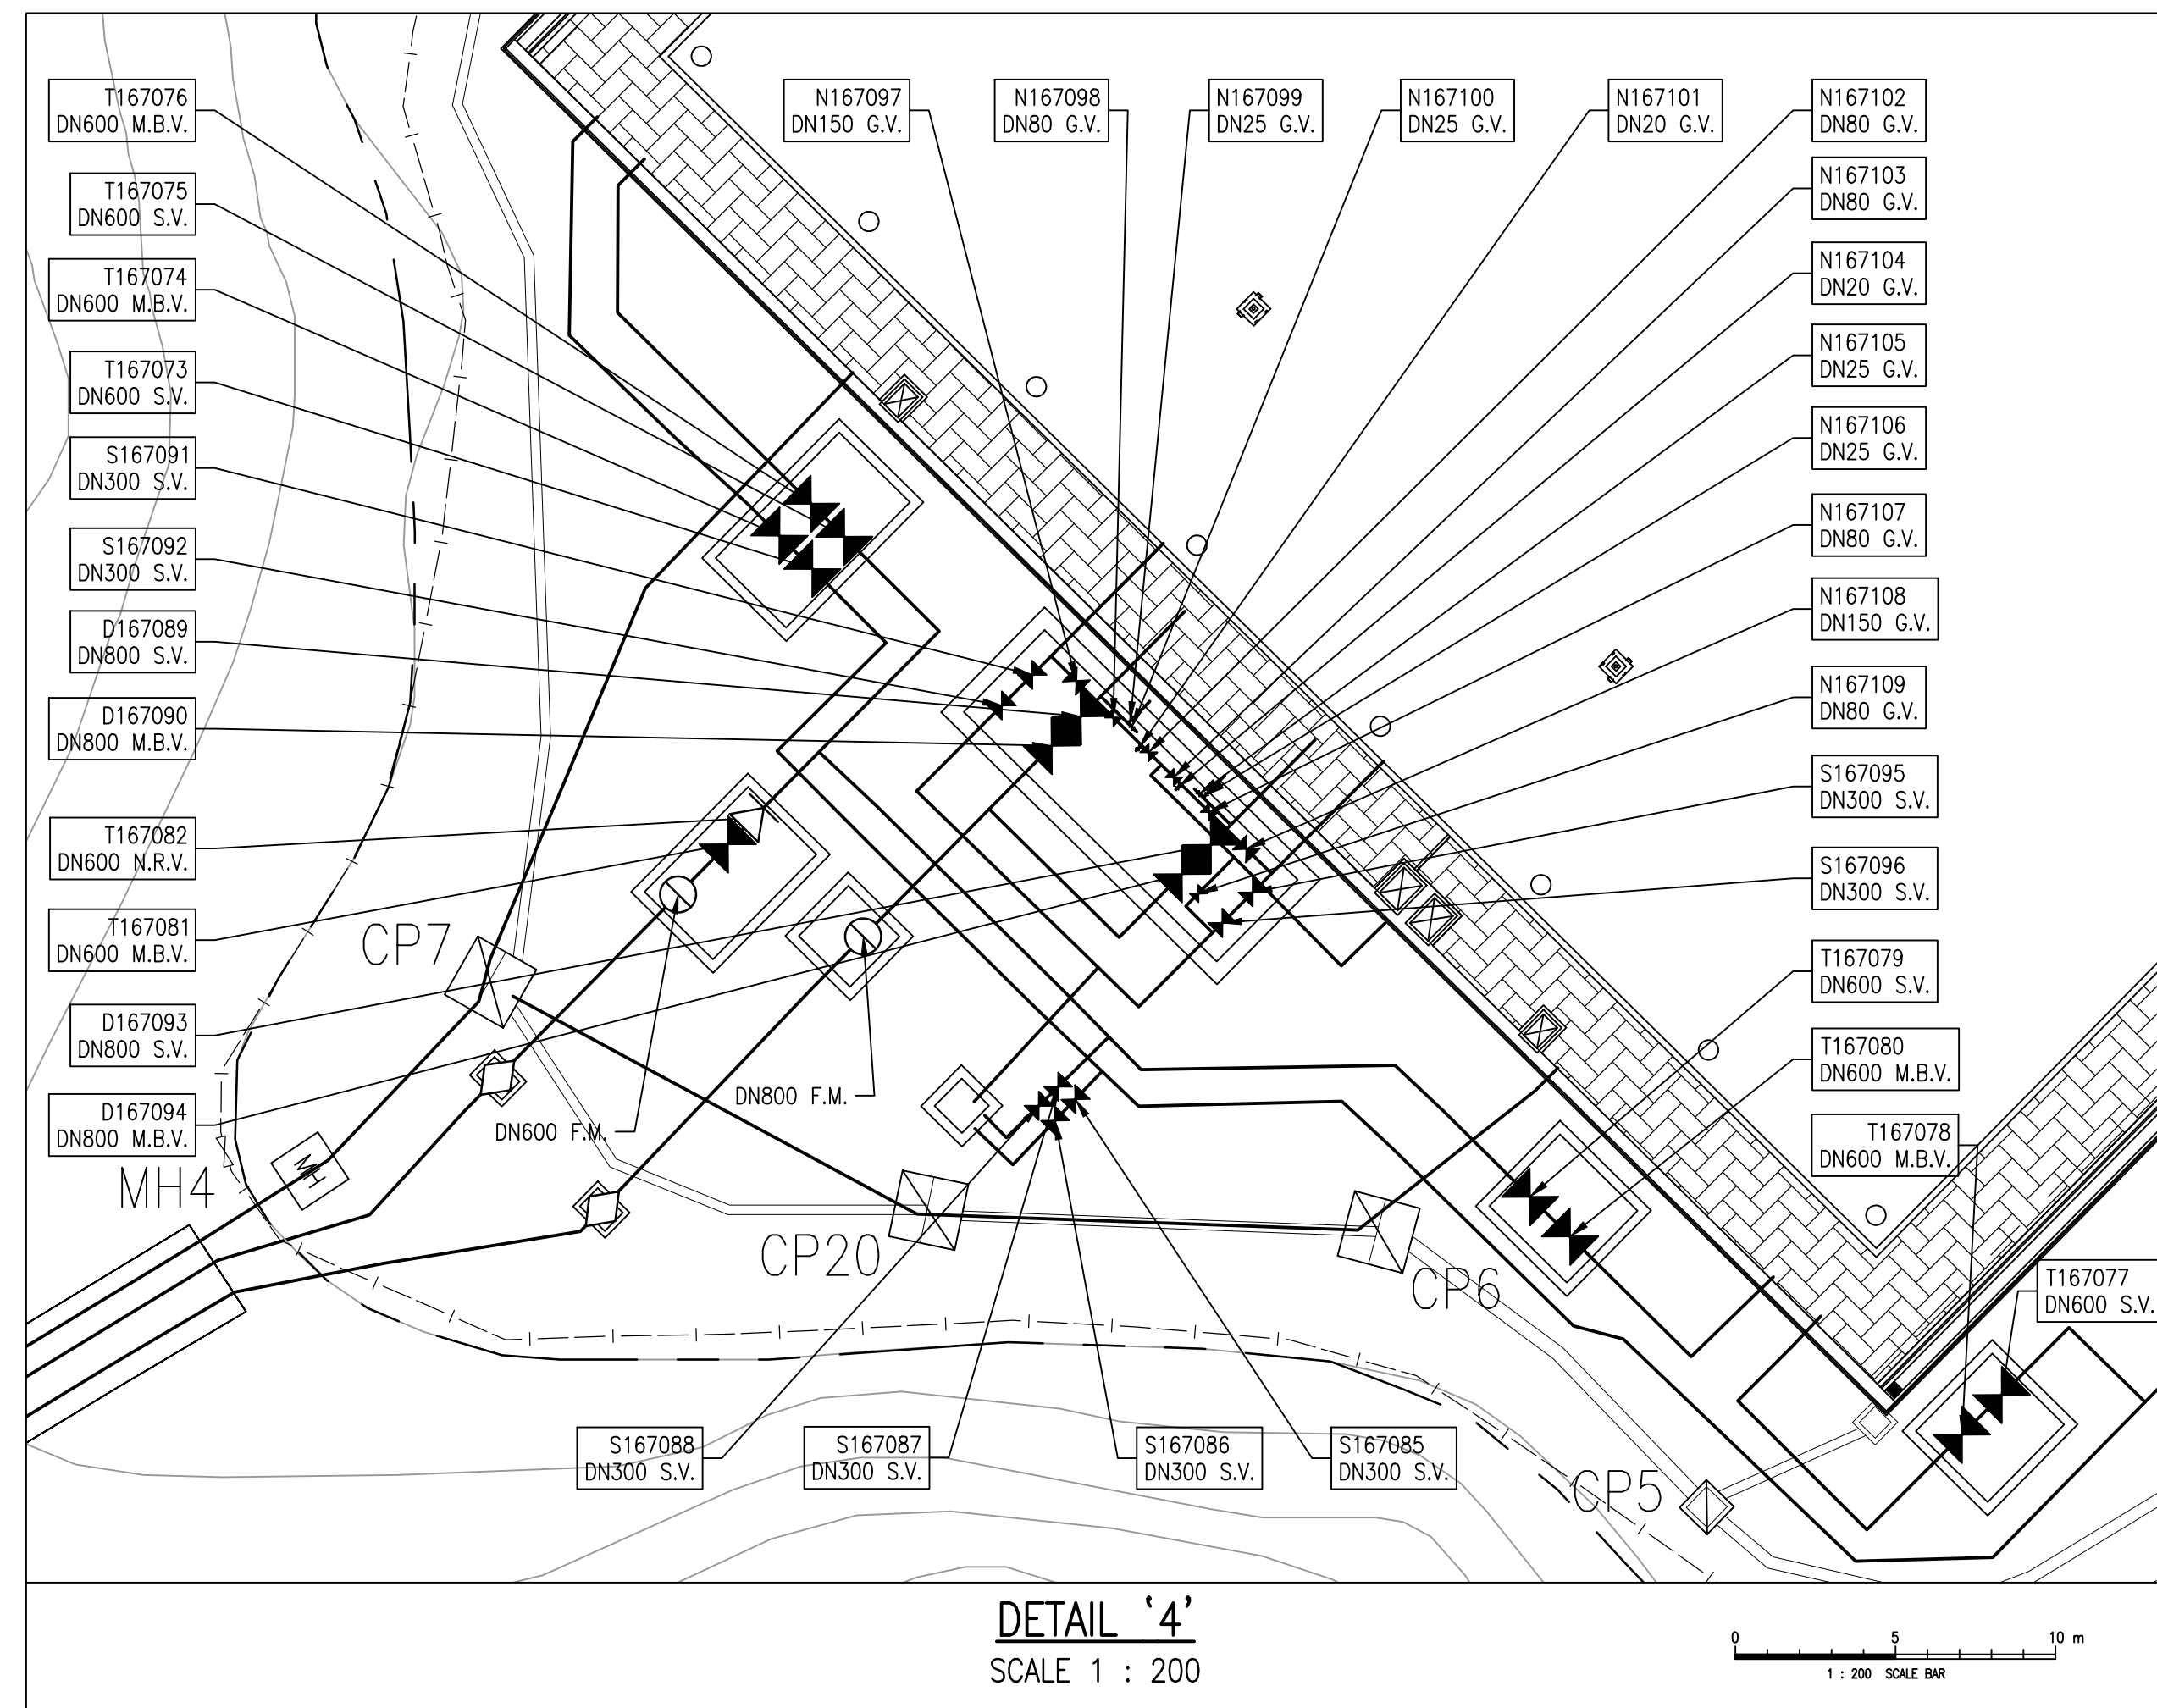 T167076
DN600 M.B.V.
T167075
DN600 S.V.
T167074
DN600 M.B.V.
T167073
DN600 S.V.
S167091
DN300 S.V.
S167092
DN300 S.V.
D167089
DN800 S.V.
D167090
DN800 M.B.V.
T167082
DN600 N.R.V.
T167081
DN600 M.B.V.
D167093
DN800 S.V.
D167094
DN800 M.B.V.
N167097
DN150 G.V.
N167098
DN80 G.V.
N167099
DN25 G.V.
N167100
DN25 G.V.
N167101
DN20 G.V.
N167102
DN80 G.V.
N167103
DN80 G.V.
N167104
DN20 G.V.
N167105
DN25 G.V.
N167106
DN25 G.V.
N167107
DN80 G.V.
N167108
DN150 G.V.
N167109
DN80 G.V.
S167095
DN300 S.V.
S167096
DN300 S.V.
T167079
DN600 S.V.
T167080
DN600 M.B.V.
T167078
DN600 M.B.V.
T167077
DN600 S.V.
CP7
DN800 F.M.
DN600 F.M.
MH
MH4
CP20
CP6
CP5
S167088
DN300 S.V.
S167087
DN300 S.V.
S167086
DN300 S.V.
S167085
DN300 S.V.
DETAIL ‘4’
SCALE 1 : 200
0 5 10 m
1 : 200 SCALE BAR